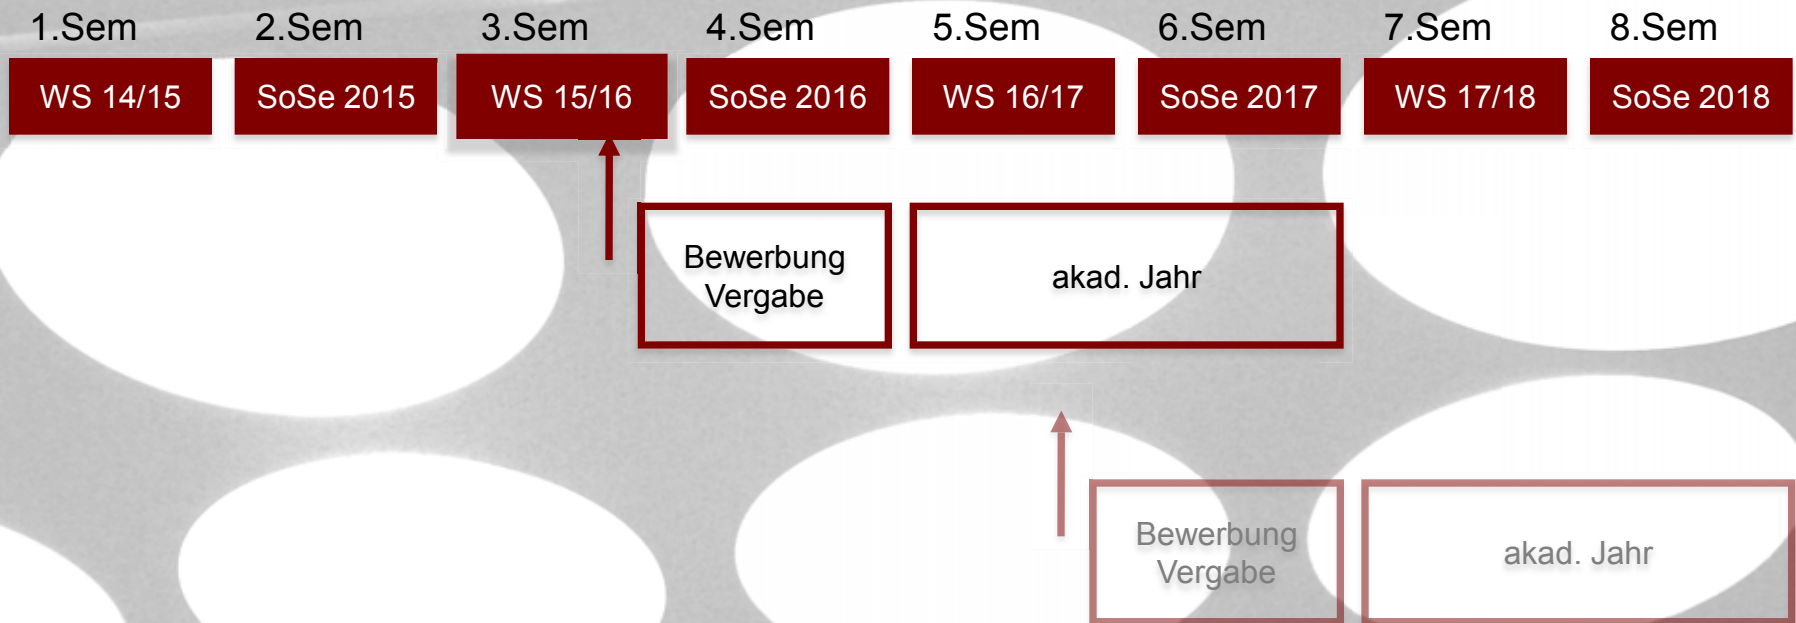 1.Sem 2.Sem 3.Sem 4.Sem 5.Sem 6.Sem 7.Sem 8.Sem
WS 14/15 SoSe 2015 WS 15/16 SoSe 2016 WS 16/17 SoSe 2017 WS 17/18 SoSe 2018
Bewerbung
Vergabe
akad. Jahr
Bewerbung
Vergabe
akad. Jahr